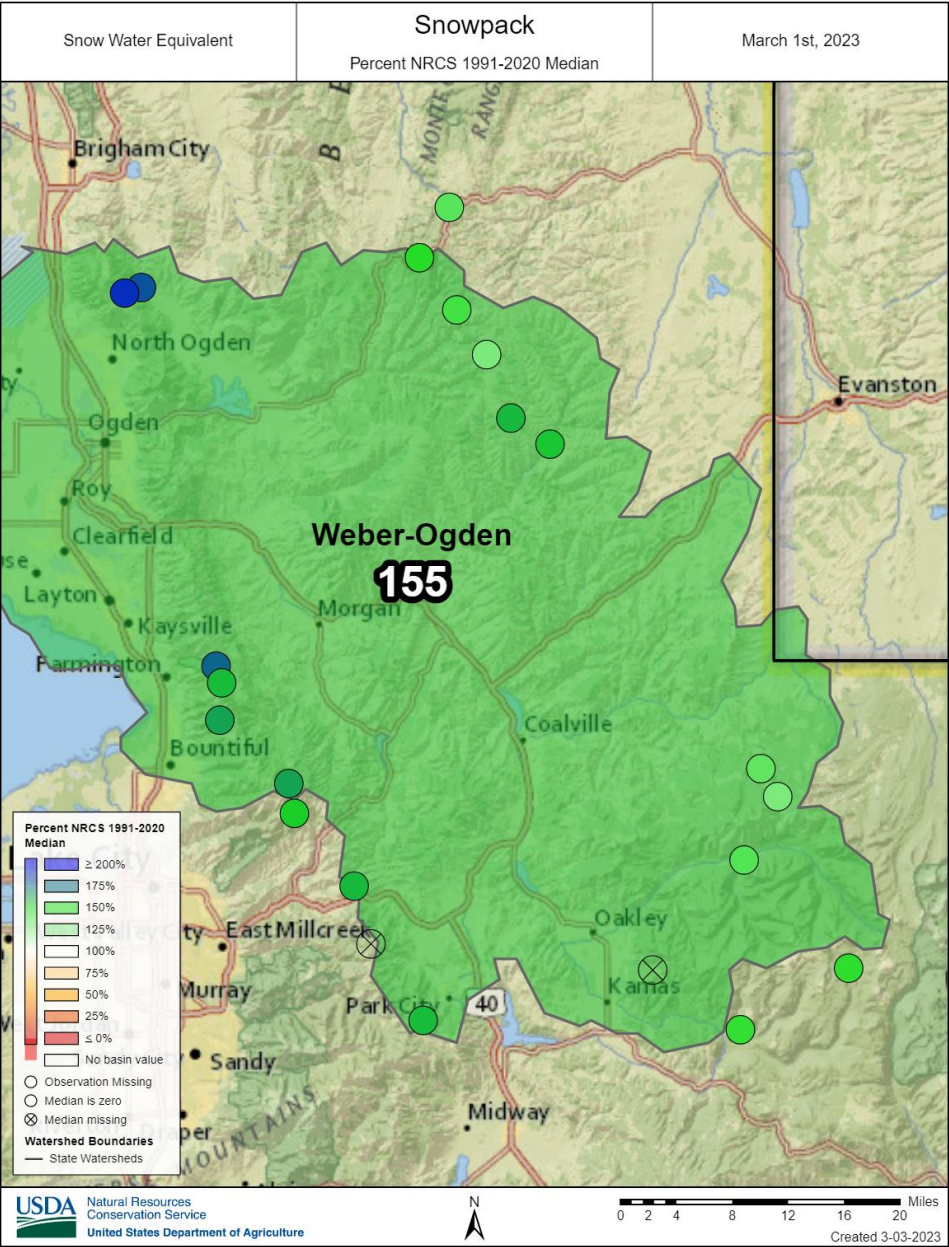 Snow Water Equivalent
Snowpack
Percent NRCS 1991-2020 Median
March 1st, 2023
Brigham City
MONTE
RANG
B
E
North Ogden
Evanston
Ogden
Roy
Clearfield
Weber-Ogden
155
Layton
Morgan
Kaysville
Farmington
Coalville
Bountiful
Percent NRCS 1991-2020
Median
≥ 200%
175%
150%
125%
100%
75%
50%
25%
≤ 0%
No basin value
Observation Missing
Median is zero
Median missing
Watershed Boundaries
State Watersheds
City
East Millcreek
Oakley
Murray
Park City
40
Kamas
Sandy
Midway
Draper
MOUNTAINS
USDA
Natural Resources
Conservation Service
United States Department of Agriculture
N
Miles
0 2 4 8 12 16 20
Created 3-03-2023